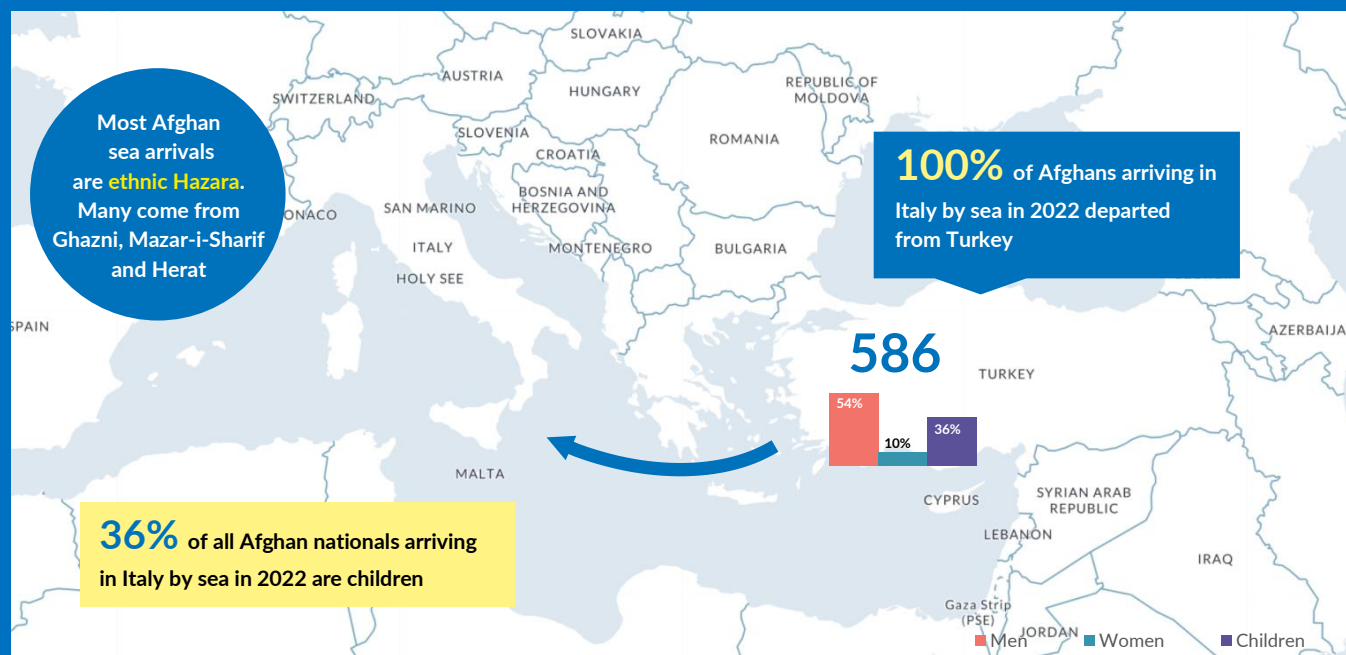 SLOVAKIA
AUSTRIA
HUNGARY
REPUBLIC OF
MOLDOVA
SWITZERLAND
SLOVENIA
ROMANIA
CROATIA
Most Afghan
sea arrivals
are ethnic Hazara.
Many come from
Ghazni, Mazar-i-Sharif
and Herat
100% of Afghans arriving in
Italy by sea in 2022 departed
from Turkey
BOSNIA AND
HERZEGOVINA
ONACO
SAN MARINO
ITALY
MONTENEGRO
BULGARIA
HOLY SEE
SPAIN
AZERBAIJA
586
TURKEY
54%
10%
36%
MALTA
CYPRUS
SYRIAN ARAB
REPUBLIC
LEBANON
IRAQ
36% of all Afghan nationals arriving
in Italy by sea in 2022 are children
Gaza Strip
(PSE)
JORDAN
Men
Women
Children